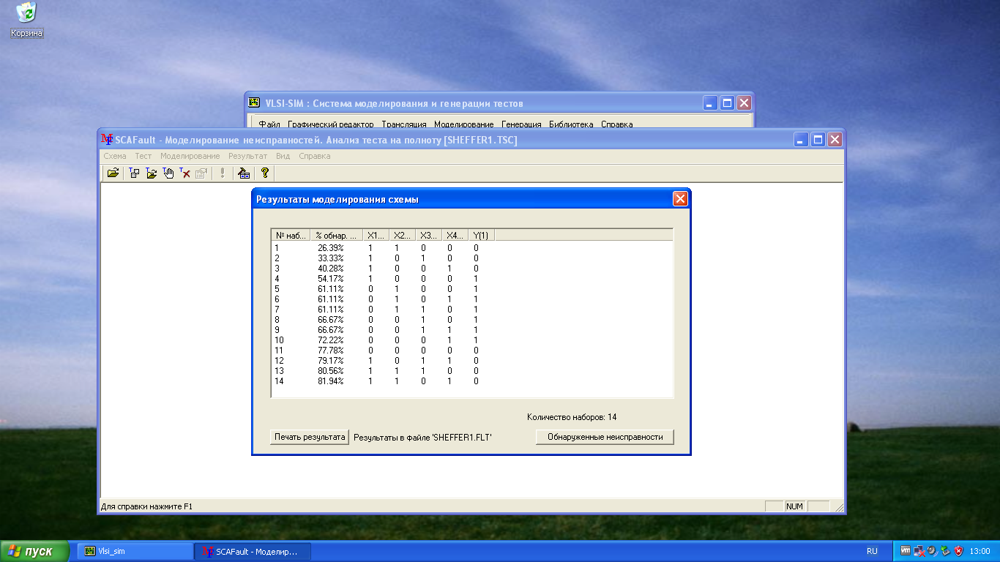 Корзина
VLSI-SIM : Система моделирования и генерации тестов
Файл Графический редактор Трансляция Моделирование Генерация Библиотека Справка
SCAFault - Моделирование неисправностей. Анализ теста на полноту [SHEFFER1.TSC]
Схема Тест Моделирование Результат Вид Справка
Результаты моделирования схемы
№ наб... % обнар. ... X1... X2... X3... X4... Y(1)
1 26.39% 1 1 0 0 0
2 33.33% 1 0 1 0 0
3 40.28% 1 0 0 1 0
4 54.17% 1 0 0 0 1
5 61.11% 0 1 0 0 1
6 61.11% 0 1 0 1 1
7 61.11% 0 1 1 0 1
8 66.67% 0 0 1 0 1
9 66.67% 0 0 1 1 1
10 72.22% 0 0 0 1 1
11 77.78% 0 0 0 0 0
12 79.17% 1 0 1 1 0
13 80.56% 1 1 1 0 0
14 81.94% 1 1 0 1 0
Количество наборов: 14
Печать результата Результаты в файле 'SHEFFER1.FLT' Обнаруженные неисправности
Для справки нажмите F1 NUM
пуск Vlsi_sim SCAFault - Моделир... RU 13:00